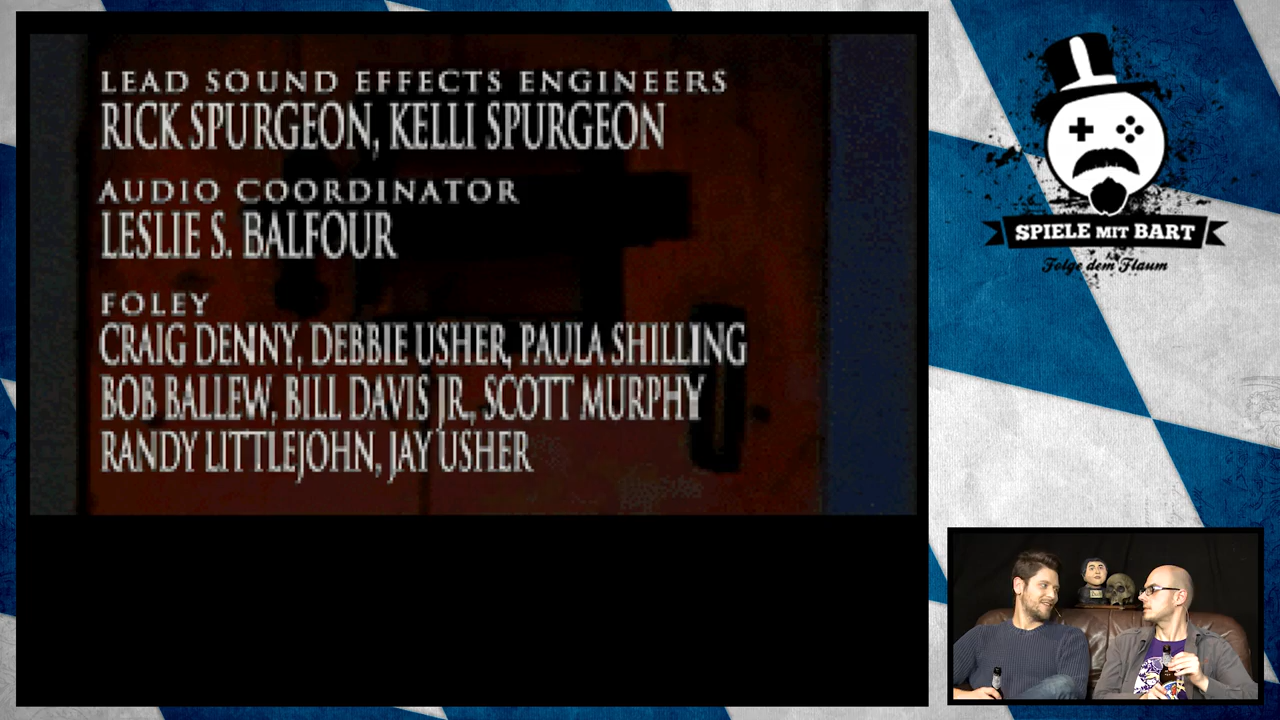 LEAD SOUND EFFECTS ENGINEERS
RICK SPURGEON, KELLI SPURGEON
AUDIO COORDINATOR
LESLIE S. BALFOUR
FOLEY
CRAIG DENNY, DEBBIE USHER, PAULA SHILLING
BOB BALLEW, BILL DAVIS JR., SCOTT MURPHY
RANDY LITTLEJOHN, JAY USHER
SPIELE MIT BART
Folge dem Flaum